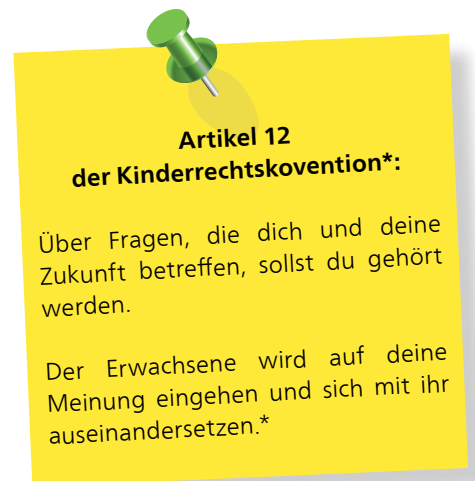 Artikel 12
der Kinderrechtskovention*:
Über Fragen, die dich und deine
Zukunft betreffen, sollst du gehört
werden.
Der Erwachsene wird auf deine
Meinung eingehen und sich mit ihr
auseinandersetzen.*